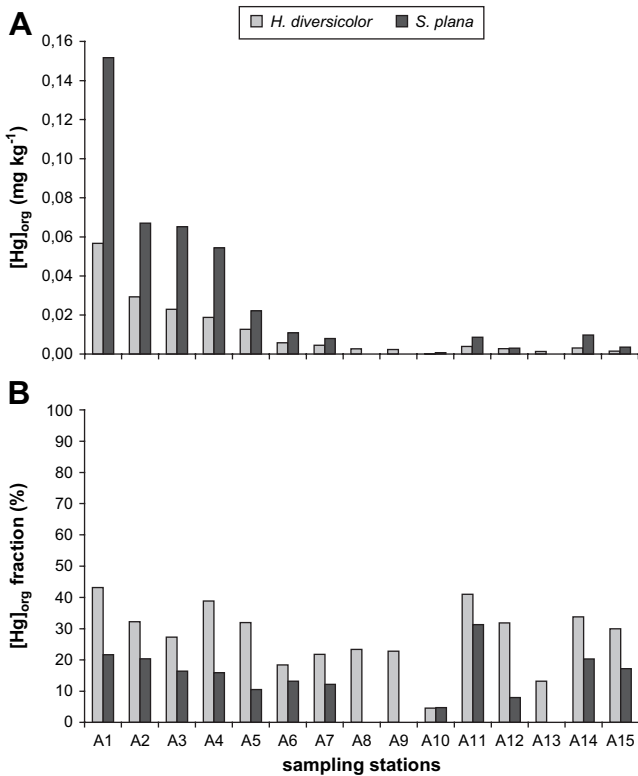 A
H. diversicolor
S. plana
0,16
0,14
0,12
0,10
0,08
0,06
0,04
0,02
0,00
[Hg]org (mg kg-1)
B
100
90
80
70
60
50
40
30
20
10
0
[Hg]org fraction (%)
A1 A2 A3 A4 A5 A6 A7 A8 A9 A10 A11 A12 A13 A14 A15
sampling stations